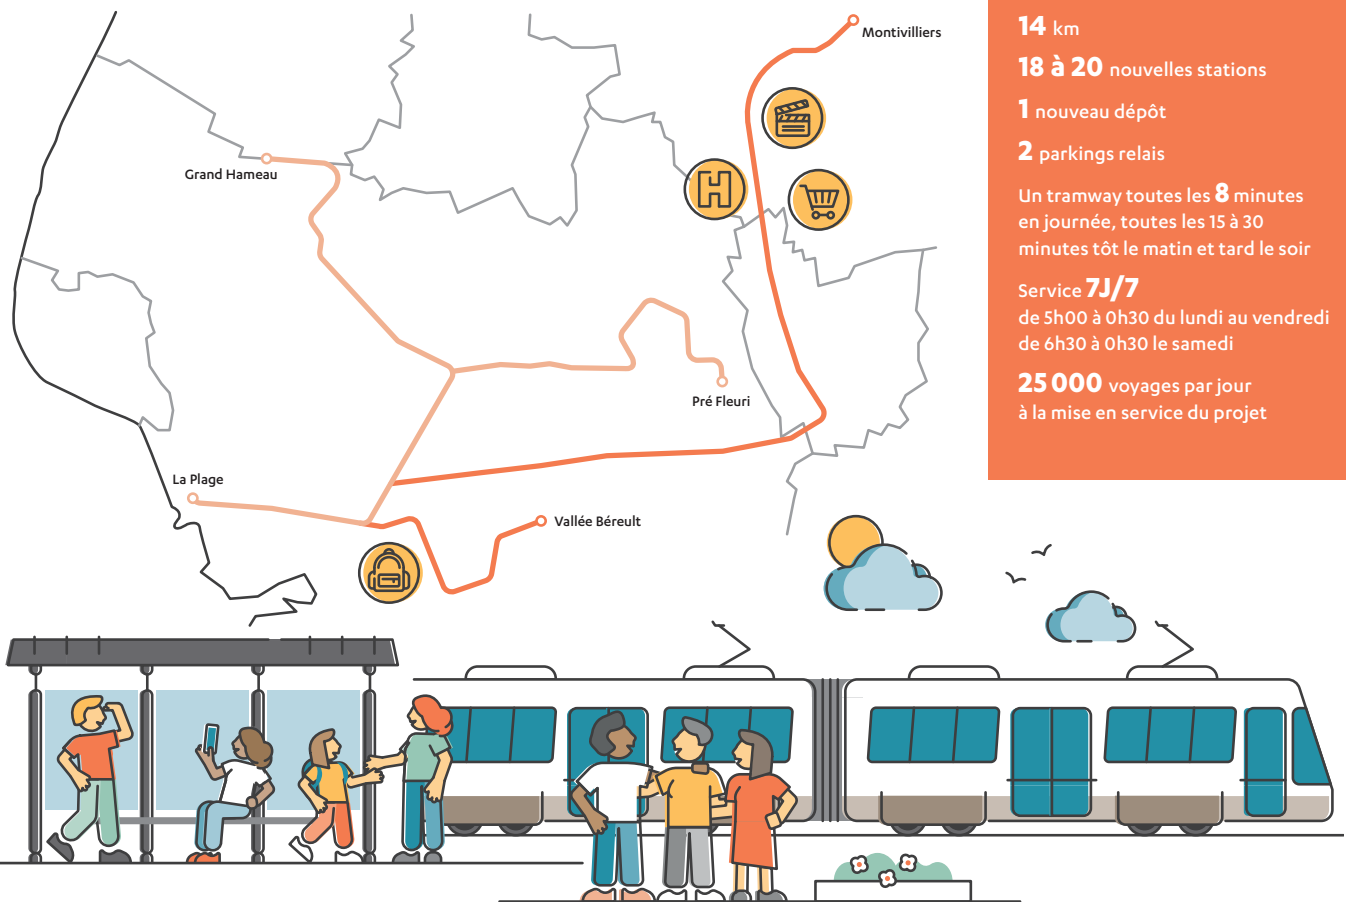 Montivilliers
Grand Hameau
Pré Fleuri
La Plage
Vallée Béreult
14 km
18 à 20 nouvelles stations
1 nouveau dépôt
2 parkings relais
Un tramway toutes les 8 minutes
en journée, toutes les 15 à 30
minutes tôt le matin et tard le soir
Service 7J/7
de 5h00 à 0h30 du lundi au vendredi
de 6h30 à 0h30 le samedi
25 000 voyages par jour
à la mise en service du projet